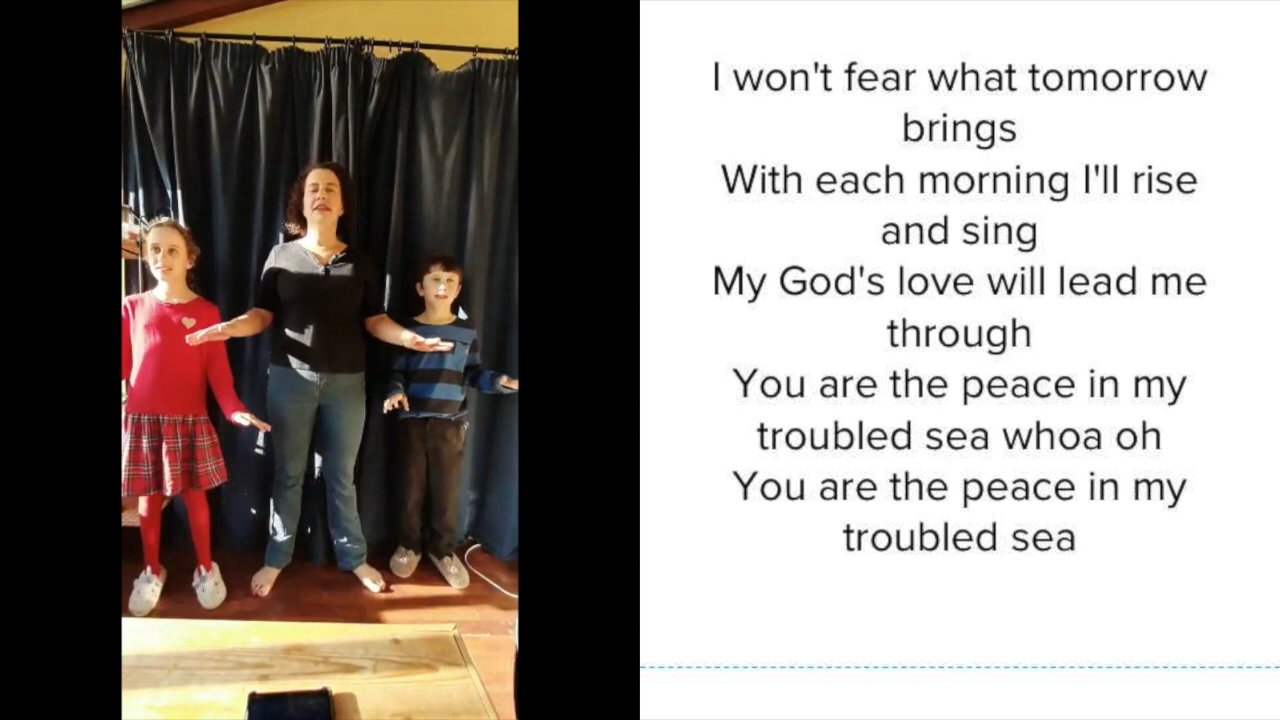 I won't fear what tomorrow
brings
With each morning I'll rise
and sing
My God's love will lead me
through
You are the peace in my
troubled sea whoa oh
You are the peace in my
troubled sea